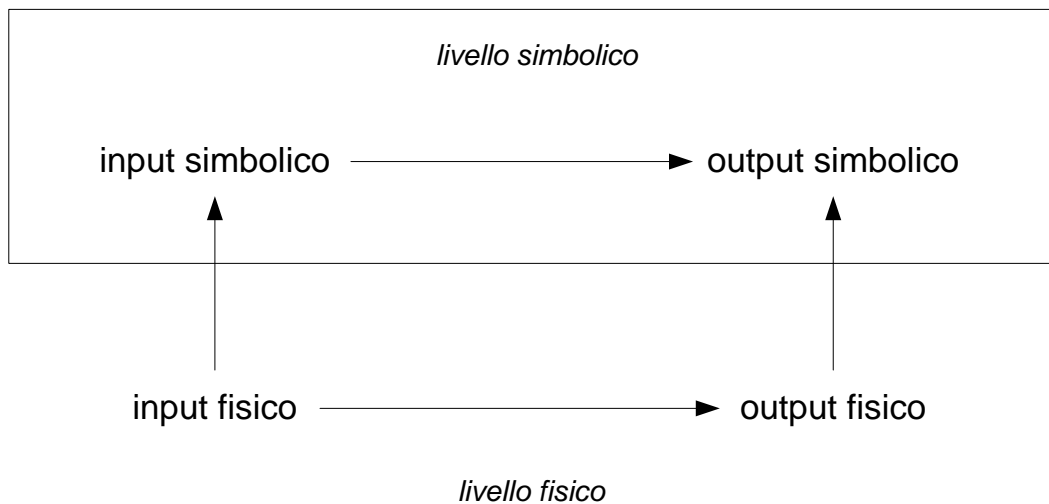 livello simbolico
input simbolico
output simbolico
input fisico
output fisico
livello fisico